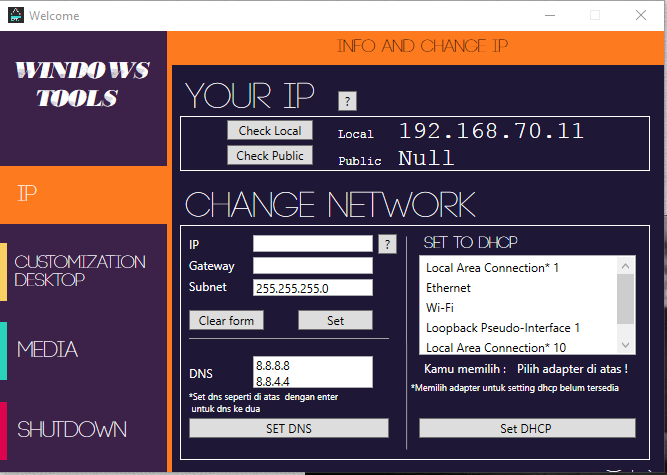 Welcome
INFO AND CHANGE IP
WINDOWS
TOOLS
IP
CUSTOMIZATION
DESKTOP
MEDIA
SHUTDOWN
YOUR IP ?
Check Local Local 192.168.70.11
Check Public Public Null
CHANGE NETWORK
IP ?
Gateway
Subnet 255.255.255.0
Clear form Set
DNS 8.8.8.8
8.8.4.4
*Set dns seperti di atas dengan enter
untuk dns ke dua
SET DNS
SET TO DHCP
Local Area Connection* 1
Ethernet
Wi-Fi
Loopback Pseudo-Interface 1
Local Area Connection* 10
Kamu memilih : Pilih adapter di atas !
*Memilih adapter untuk setting dhcp belum tersedia
Set DHCP